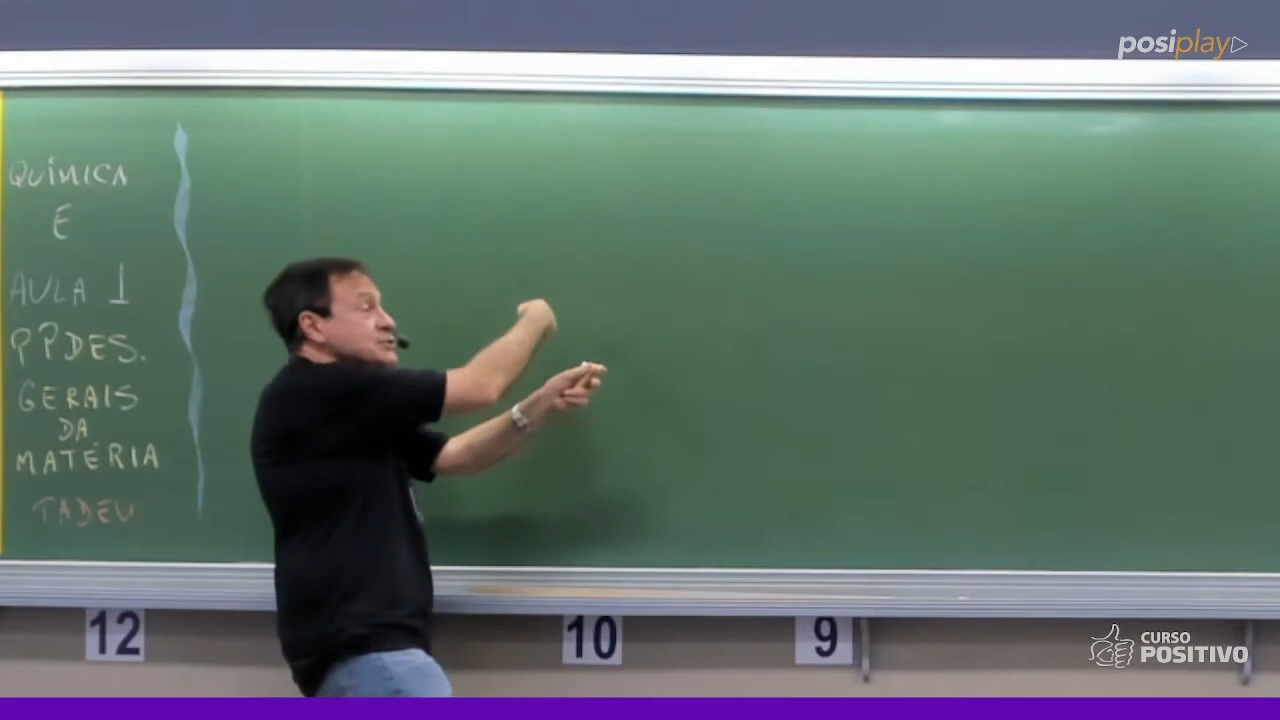 posiplay
QUÍMICA
E
AULA 1
PPDES.
GERAIS
DA
MATÉRIA
TADEU
12
10
9
CURSO
POSITIVO